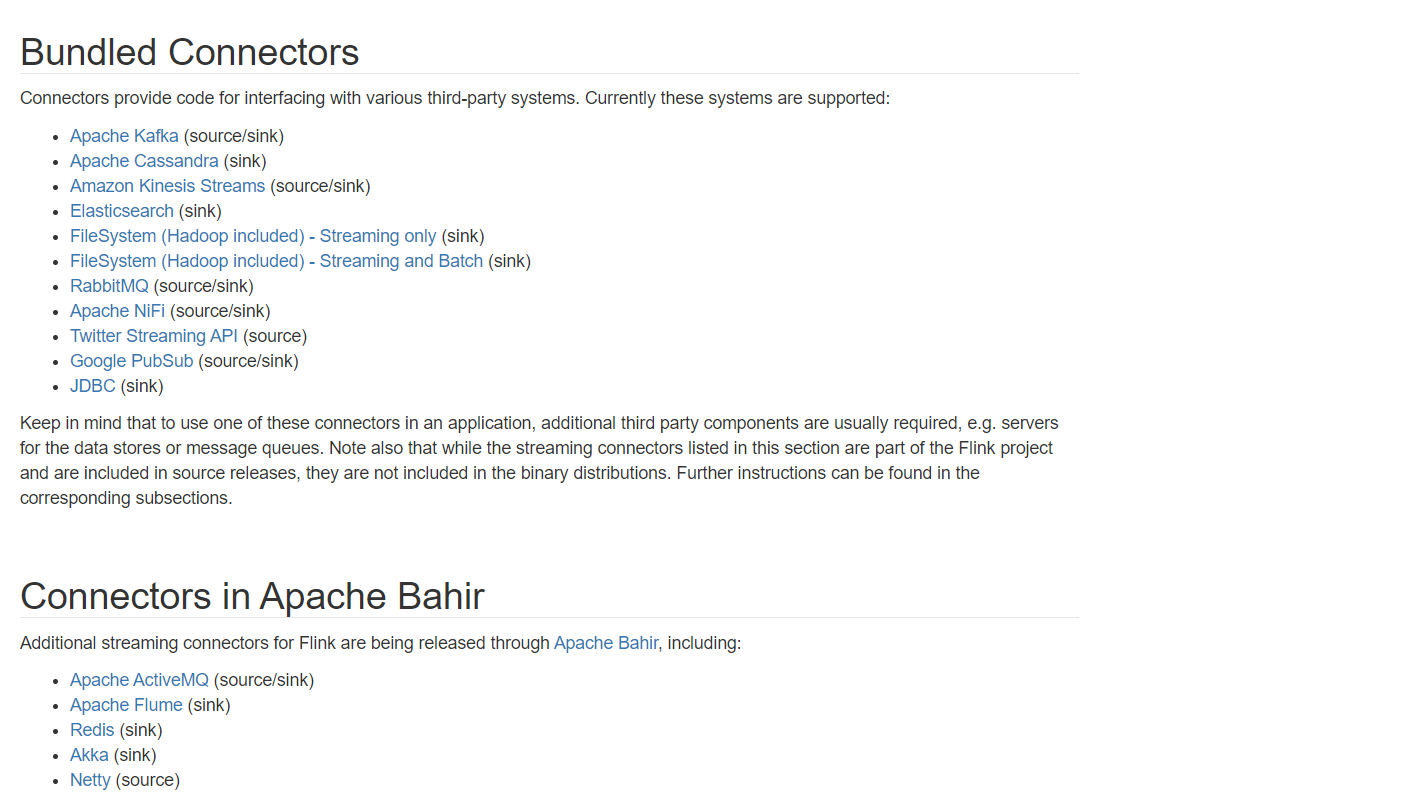 Bundled Connectors
Connectors provide code for interfacing with various third-party systems. Currently these systems are supported:
• Apache Kafka (source/sink)
• Apache Cassandra (sink)
• Amazon Kinesis Streams (source/sink)
• Elasticsearch (sink)
• FileSystem (Hadoop included) - Streaming only (sink)
• FileSystem (Hadoop included) - Streaming and Batch (sink)
• RabbitMQ (source/sink)
• Apache NiFi (source/sink)
• Twitter Streaming API (source)
• Google PubSub (source/sink)
• JDBC (sink)
Keep in mind that to use one of these connectors in an application, additional third party components are usually required, e.g. servers
for the data stores or message queues. Note also that while the streaming connectors listed in this section are part of the Flink project
and are included in source releases, they are not included in the binary distributions. Further instructions can be found in the
corresponding subsections.
Connectors in Apache Bahir
Additional streaming connectors for Flink are being released through Apache Bahir, including:
• Apache ActiveMQ (source/sink)
• Apache Flume (sink)
• Redis (sink)
• Akka (sink)
• Netty (source)